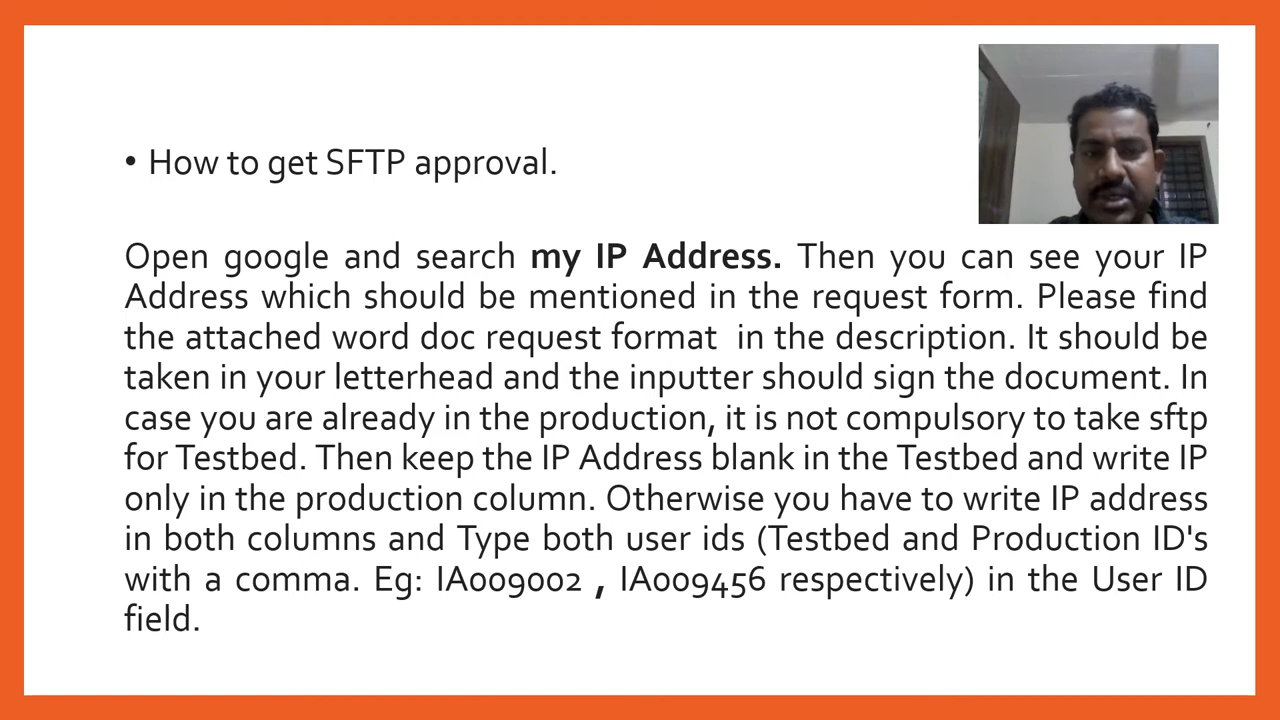 • How to get SFTP approval.
Open google and search my IP Address. Then you can see your IP
Address which should be mentioned in the request form. Please find
the attached word doc request format in the description. It should be
taken in your letterhead and the inputter should sign the document. In
case you are already in the production, it is not compulsory to take sftp
for Testbed. Then keep the IP Address blank in the Testbed and write IP
only in the production column. Otherwise you have to write IP address
in both columns and Type both user ids (Testbed and Production ID's
with a comma. Eg: IA009002 , IA009456 respectively) in the User ID
field.